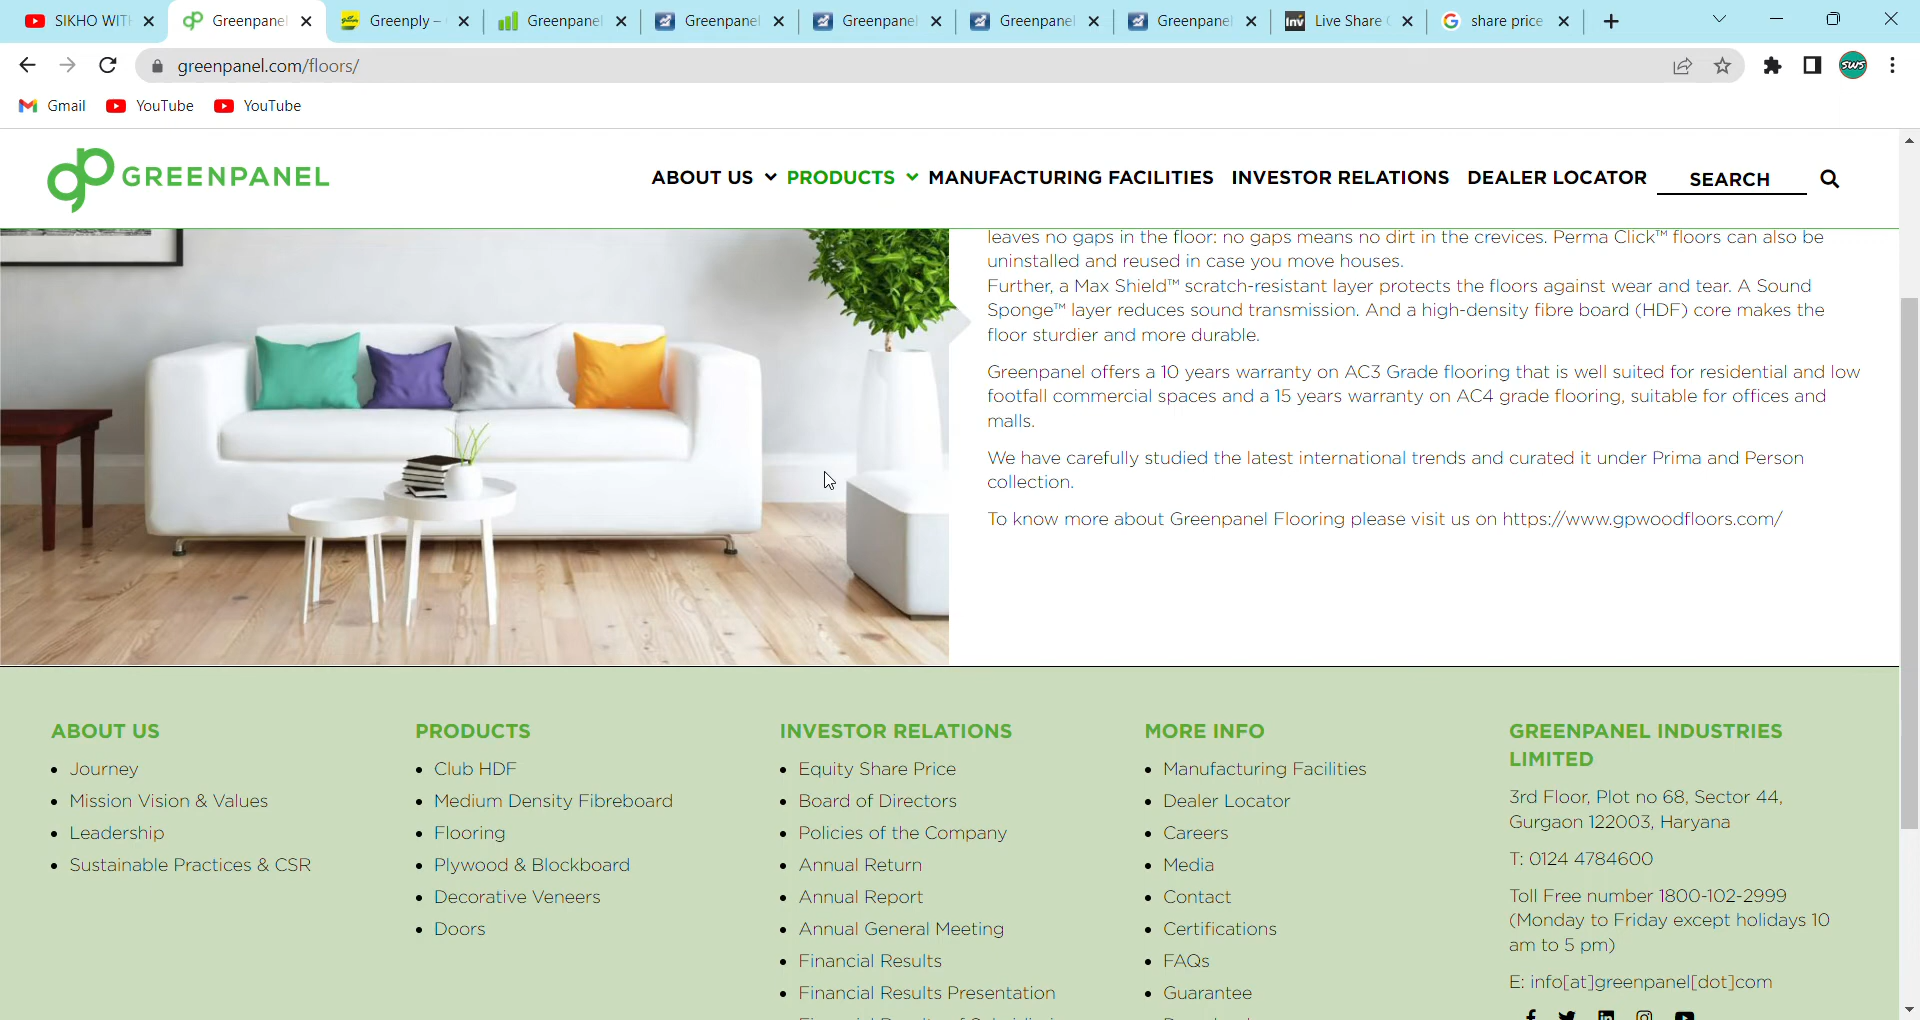 SIKHO WITH
Greenpanel
Greenply –
Greenpanel
Greenpanel
Greenpanel
Greenpanel
Greenpanel
Live Share
share price
greenpanel.com/floors/
SWS
Gmail
YouTube
YouTube
GREENPANEL
ABOUT US
PRODUCTS
MANUFACTURING FACILITIES
INVESTOR RELATIONS
DEALER LOCATOR
SEARCH
leaves no gaps in the floor: no gaps means no dirt in the crevices. Perma Click™ floors can also be
uninstalled and reused in case you move houses.
Further, a Max Shield™ scratch-resistant layer protects the floors against wear and tear. A Sound
Sponge™ layer reduces sound transmission. And a high-density fibre board (HDF) core makes the
floor sturdier and more durable.
Greenpanel offers a 10 years warranty on AC3 Grade flooring that is well suited for residential and low
footfall commercial spaces and a 15 years warranty on AC4 grade flooring, suitable for offices and
malls.
We have carefully studied the latest international trends and curated it under Prima and Person
collection.
To know more about Greenpanel Flooring please visit us on https://www.gpwoodfloors.com/
ABOUT US
• Journey
• Mission Vision & Values
• Leadership
• Sustainable Practices & CSR
PRODUCTS
• Club HDF
• Medium Density Fibreboard
• Flooring
• Plywood & Blockboard
• Decorative Veneers
• Doors
INVESTOR RELATIONS
• Equity Share Price
• Board of Directors
• Policies of the Company
• Annual Return
• Annual Report
• Annual General Meeting
• Financial Results
• Financial Results Presentation
MORE INFO
• Manufacturing Facilities
• Dealer Locator
• Careers
• Media
• Contact
• Certifications
• FAQs
• Guarantee
GREENPANEL INDUSTRIES
LIMITED
3rd Floor, Plot no 68, Sector 44,
Gurgaon 122003, Haryana
T: 0124 4784600
Toll Free number 1800-102-2999
(Monday to Friday except holidays 10
am to 5 pm)
E: info[at]greenpanel[dot]com